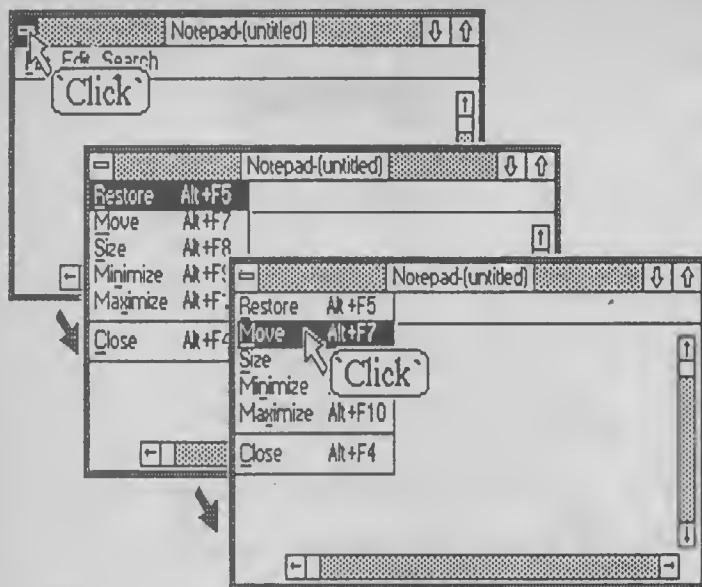 Notepad-(untitled)
Edit Search
`Click`
Notepad-(untitled)
Restore Alt+F5
Move Alt+F7
Size Alt+F8
Minimize
Maximize
Close
Notepad-(untitled)
Restore Alt+F5
Move Alt+F7
Size
`Click`
Minimize
Maximize Alt+F10
Close Alt+F4